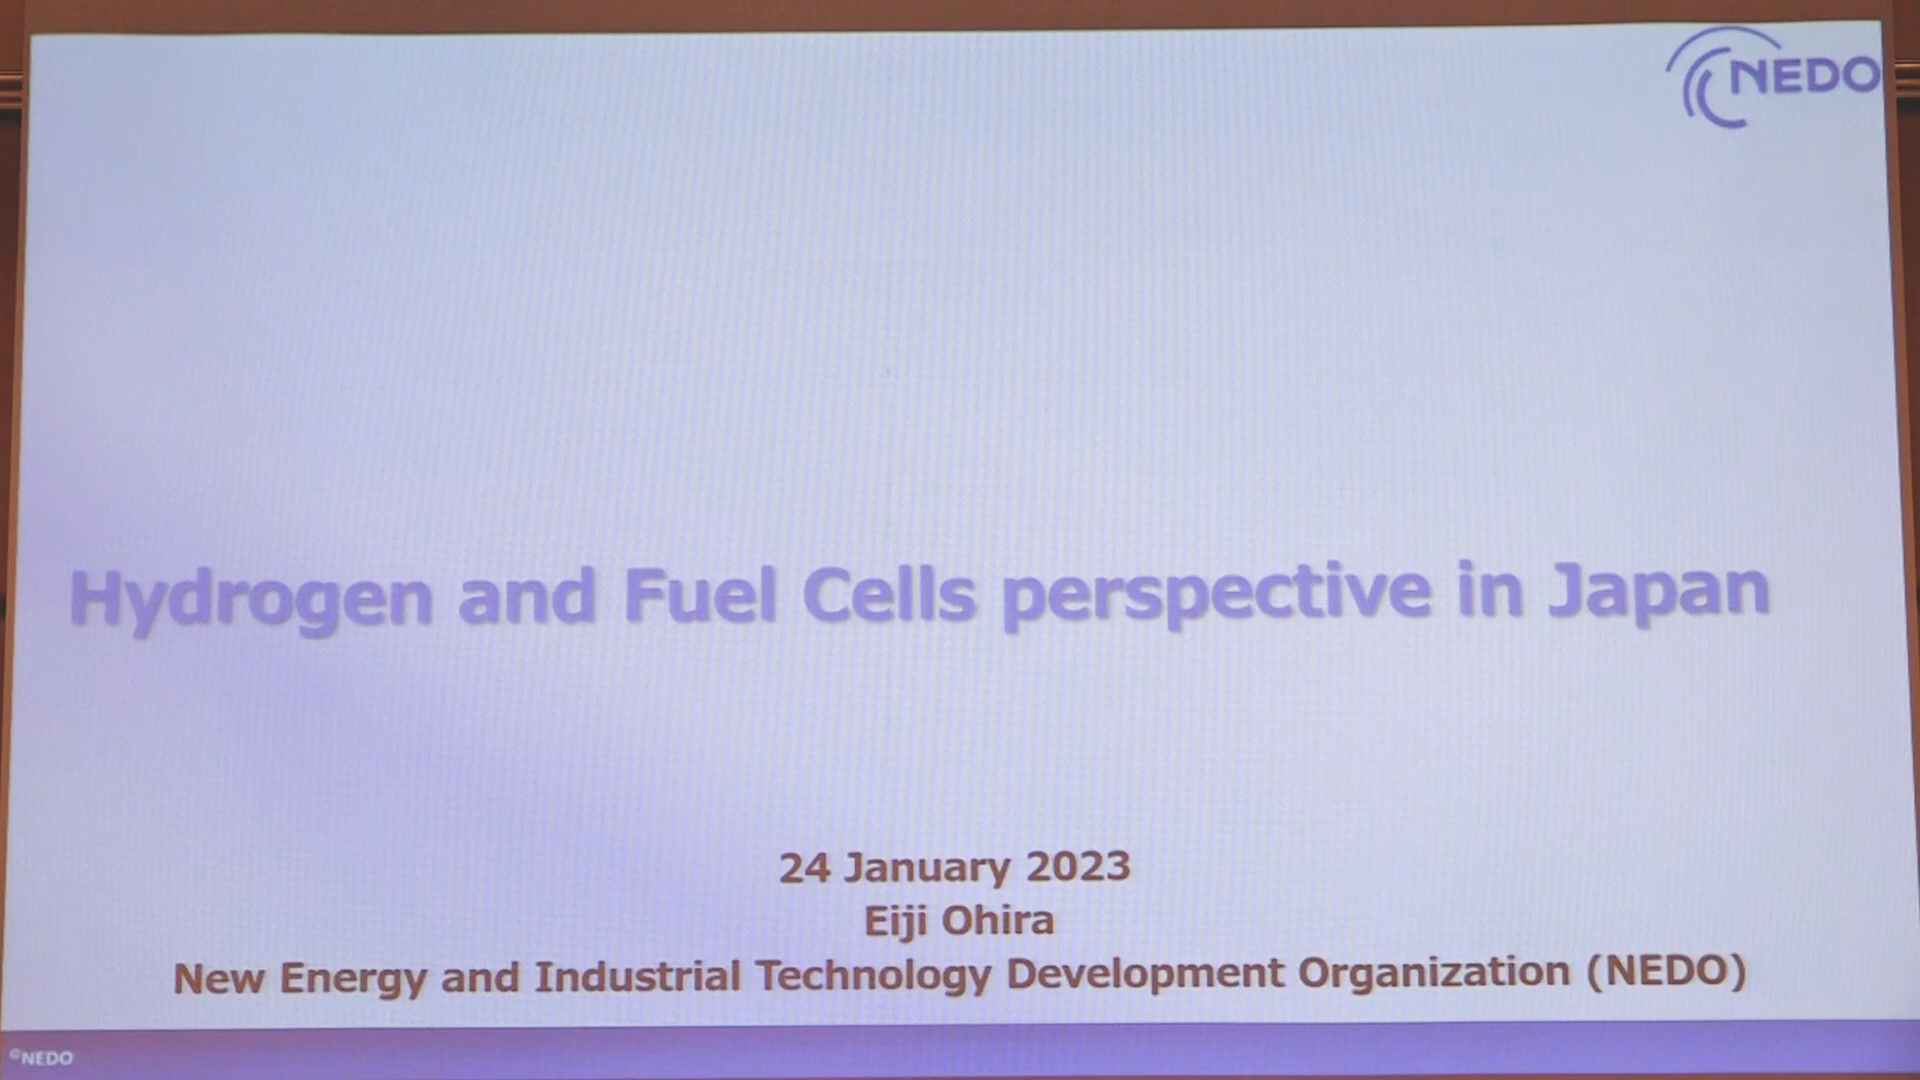 NEDO
Hydrogen and Fuel Cells perspective in Japan
24 January 2023
Eiji Ohira
New Energy and Industrial Technology Development Organization (NEDO)
©NEDO